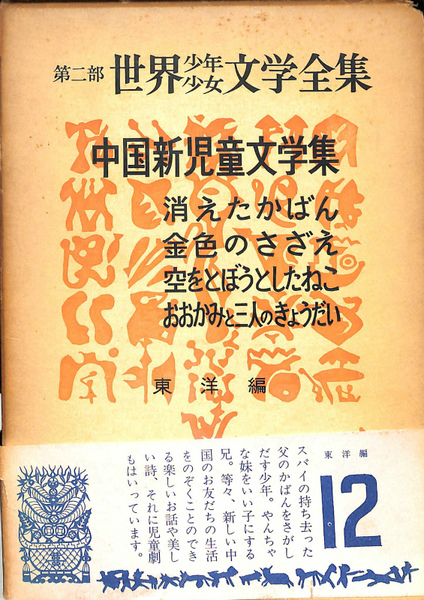 第二部 世界少年少女文学全集
中国新児童文学集
消えたかばん
金色のさざえ
空をとぼうとしたねこ
おおかみと三人のきょうだい
東洋編
東洋編
12
スパイの持ち去った
父のかばんをさがし
だす少年。やんちゃ
な妹をいい子にする
兄。等々、新しい中
国のお友だちの生活
をのぞくことのでき
る楽しいお話や美し
い詩、それに児童劇
もはいっています。